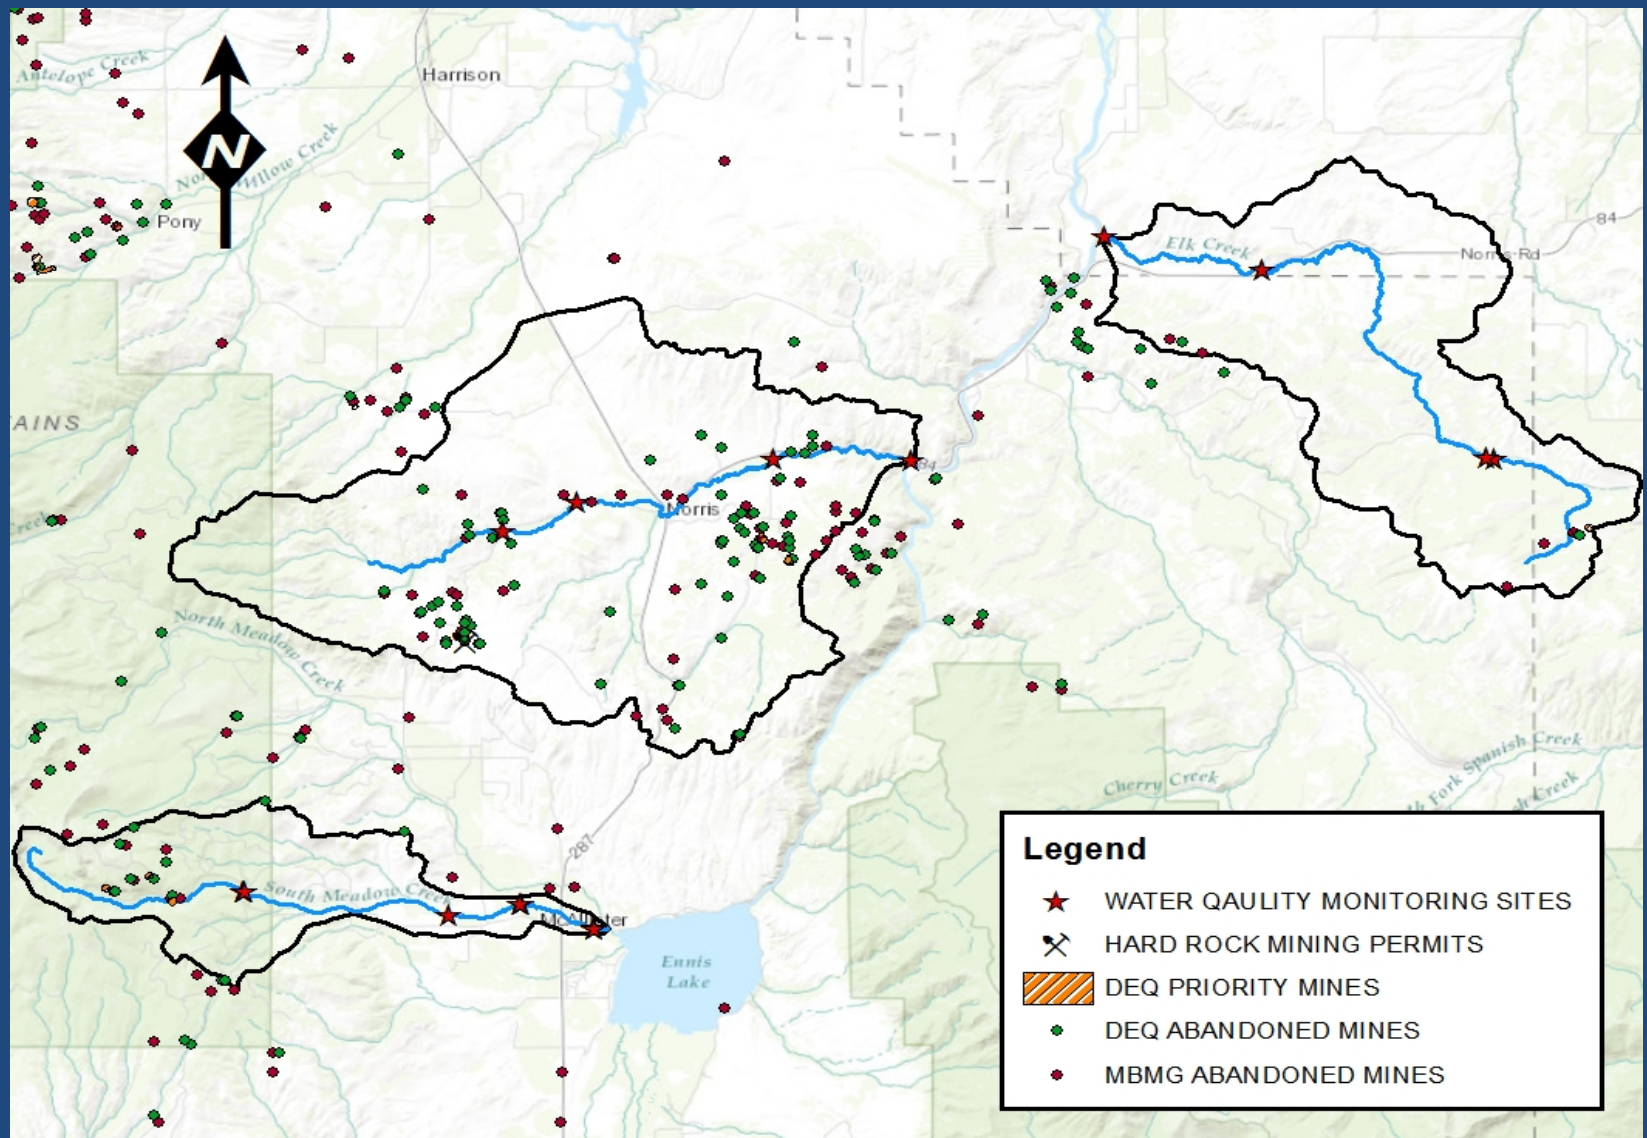 Antelope Creek
Harrison
N
Willow Creek
Pony
84
Elk Creek
Norris Rd
AINS
84
Creek
Norris
North Meadow Creek
Fork Spanish Creek
Cherry Creek
Creek
287
South Meadow Creek
McAllister
Ennis
Lake
Legend
WATER QAULITY MONITORING SITES
HARD ROCK MINING PERMITS
DEQ PRIORITY MINES
DEQ ABANDONED MINES
MBMG ABANDONED MINES